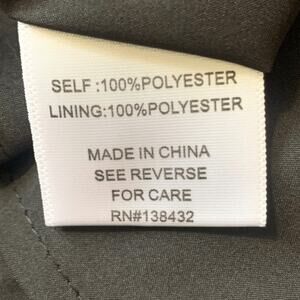 SELF :100%POLYESTER
LINING:100%POLYESTER
MADE IN CHINA
SEE REVERSE
FOR CARE
RN#138432